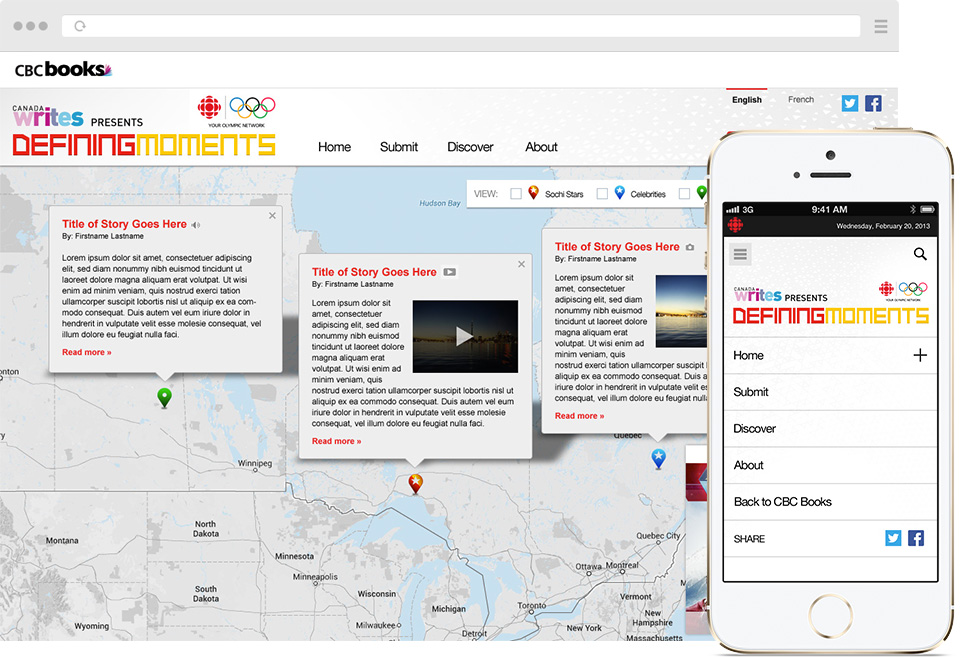 CBC books
CANADA
writes PRESENTS
DEFINING MOMENTS
YOUR OLYMPIC NETWORK
Home Submit Discover About
English French
VIEW: Sochi Stars Celebrities
Hudson Bay
Title of Story Goes Here
By: Firstname Lastname
Lorem ipsum dolor sit amet, consectetuer adipiscing
elit, sed diam nonummy nibh euismod tincidunt ut
laoreet dolore magna aliquam erat volutpat. Ut wisi
enim ad minim veniam, quis nostrud exerci tation
ullamcorper suscipit lobortis nisl ut aliquip ex ea com-
modo consequat. Duis autem vel eum iriure dolor in
hendrerit in vulputate velit esse molestie consequat, vel
illum dolore eu feugiat nulla faci.
Read more »
Title of Story Goes Here
By: Firstname Lastname
Lorem ipsum dolor sit
amet, consectetuer
adipiscing elit, sed diam
nonummy nibh euismod
tincidunt ut laoreet dolore
magna aliquam erat
volutpat. Ut wisi enim ad
minim veniam, quis
nostrud exerci tation ullamcorper suscipit lobortis nisl ut
aliquip ex ea commodo consequat. Duis autem vel eum
iriure dolor in hendrerit in vulputate velit esse molestie
consequat, vel illum dolore eu feugiat nulla faci.
Read more »
Title of Story Goes Here
By: Firstname Lastname
Lorem ipsum dolor sit
amet, consectetuer
adipiscing elit, sed diam
nonummy nibh euismod
tincidunt ut laoreet dolore
magna aliquam erat
volutpat. Ut wisi enim ad
minim veniam, quis
nostrud exerci tation ullamcorper
aliquip ex ea commodo consequat. Duis
iriure dolor in hendrerit in vulputate
consequat, vel illum dolore eu feugiat
Read more »
Winnipeg
Quebec
Montana
North
Dakota
Minnesota
Minneapolis
South
Dakota
Wisconsin
Michigan
Wyoming
Milwaukee
Detroit
Toronto
Ottawa
Montreal
Quebec City
Vermont
New York
New
Hampshire
Massachusetts
3G 9:41 AM
Wednesday, February 20, 2013
CANADA
writes PRESENTS
YOUR OLYMPIC NETWORK
DEFINING MOMENTS
Home
Submit
Discover
About
Back to CBC Books
SHARE